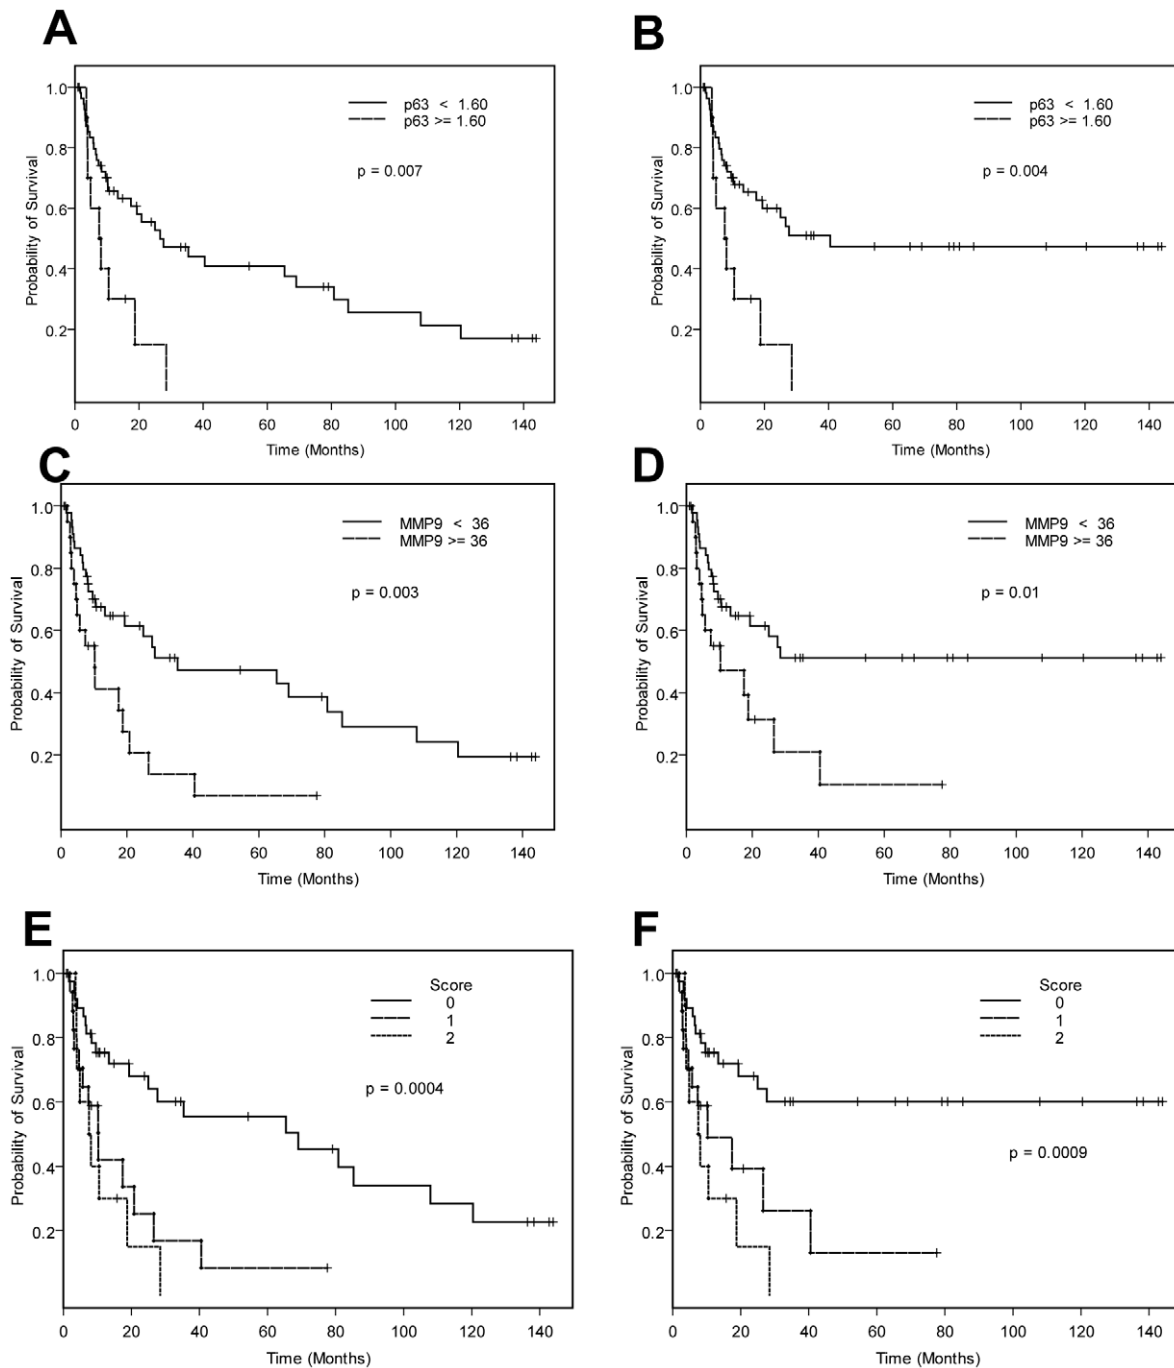 A
B
1.0
0.8
0.6
0.4
0.2
Probability of Survival
p63 < 1.60
p63 >= 1.60
p = 0.007
0 20 40 60 80 100 120 140
Time (Months)
1.0
0.8
0.6
0.4
0.2
Probability of Survival
p63 < 1.60
p63 >= 1.60
p = 0.004
0 20 40 60 80 100 120 140
Time (Months)
C
D
1.0
0.8
0.6
0.4
0.2
Probability of Survival
MMP9 < 36
MMP9 >= 36
p = 0.003
0 20 40 60 80 100 120 140
Time (Months)
1.0
0.8
0.6
0.4
0.2
Probability of Survival
MMP9 < 36
MMP9 >= 36
p = 0.01
0 20 40 60 80 100 120 140
Time (Months)
E
F
1.0
0.8
0.6
0.4
0.2
Probability of Survival
Score
0
1
2
p = 0.0004
0 20 40 60 80 100 120 140
Time (Months)
1.0
0.8
0.6
0.4
0.2
Probability of Survival
Score
0
1
2
p = 0.0009
0 20 40 60 80 100 120 140
Time (Months)